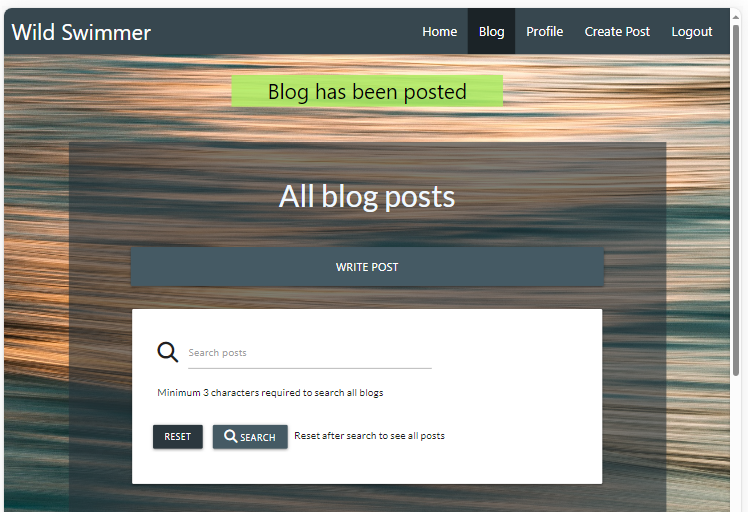 Wild Swimmer
Home Blog Profile Create Post Logout
Blog has been posted
All blog posts
WRITE POST
Search posts
Minimum 3 characters required to search all blogs
RESET SEARCH Reset after search to see all posts